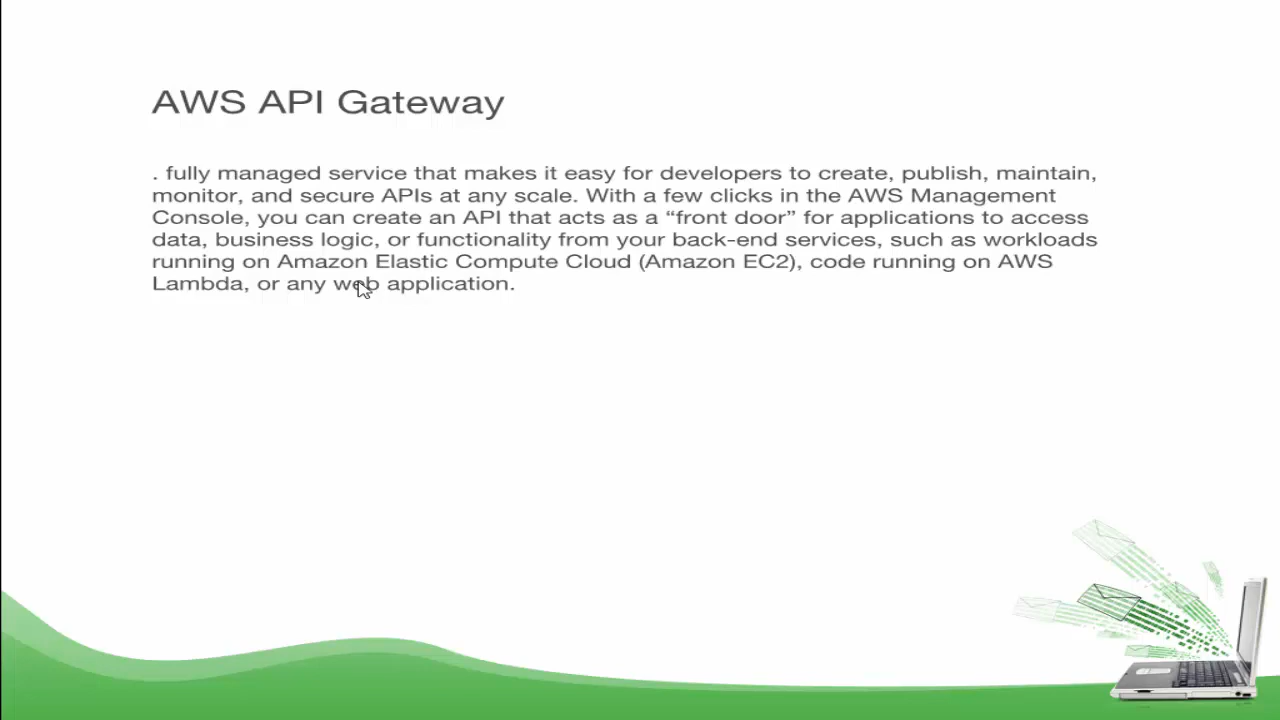 AWS API Gateway
. fully managed service that makes it easy for developers to create, publish, maintain,
monitor, and secure APIs at any scale. With a few clicks in the AWS Management
Console, you can create an API that acts as a “front door” for applications to access
data, business logic, or functionality from your back-end services, such as workloads
running on Amazon Elastic Compute Cloud (Amazon EC2), code running on AWS
Lambda, or any web application.